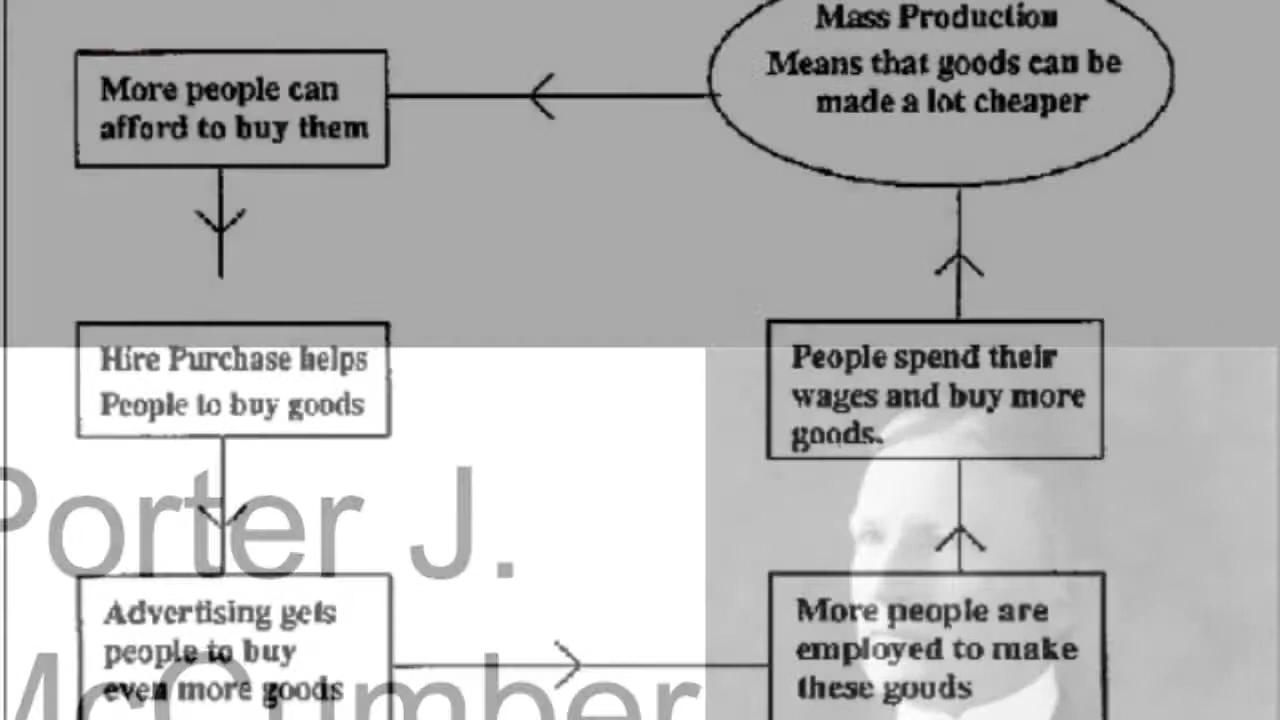 Mass Production
Means that goods can be
made a lot cheaper
More people can
afford to buy them
Hire Purchase helps
People to buy goods
People spend their
wages and buy more
goods.
Porter J.
McCumber
Advertising gets
people to buy
even more goods
More people are
employed to make
these goods